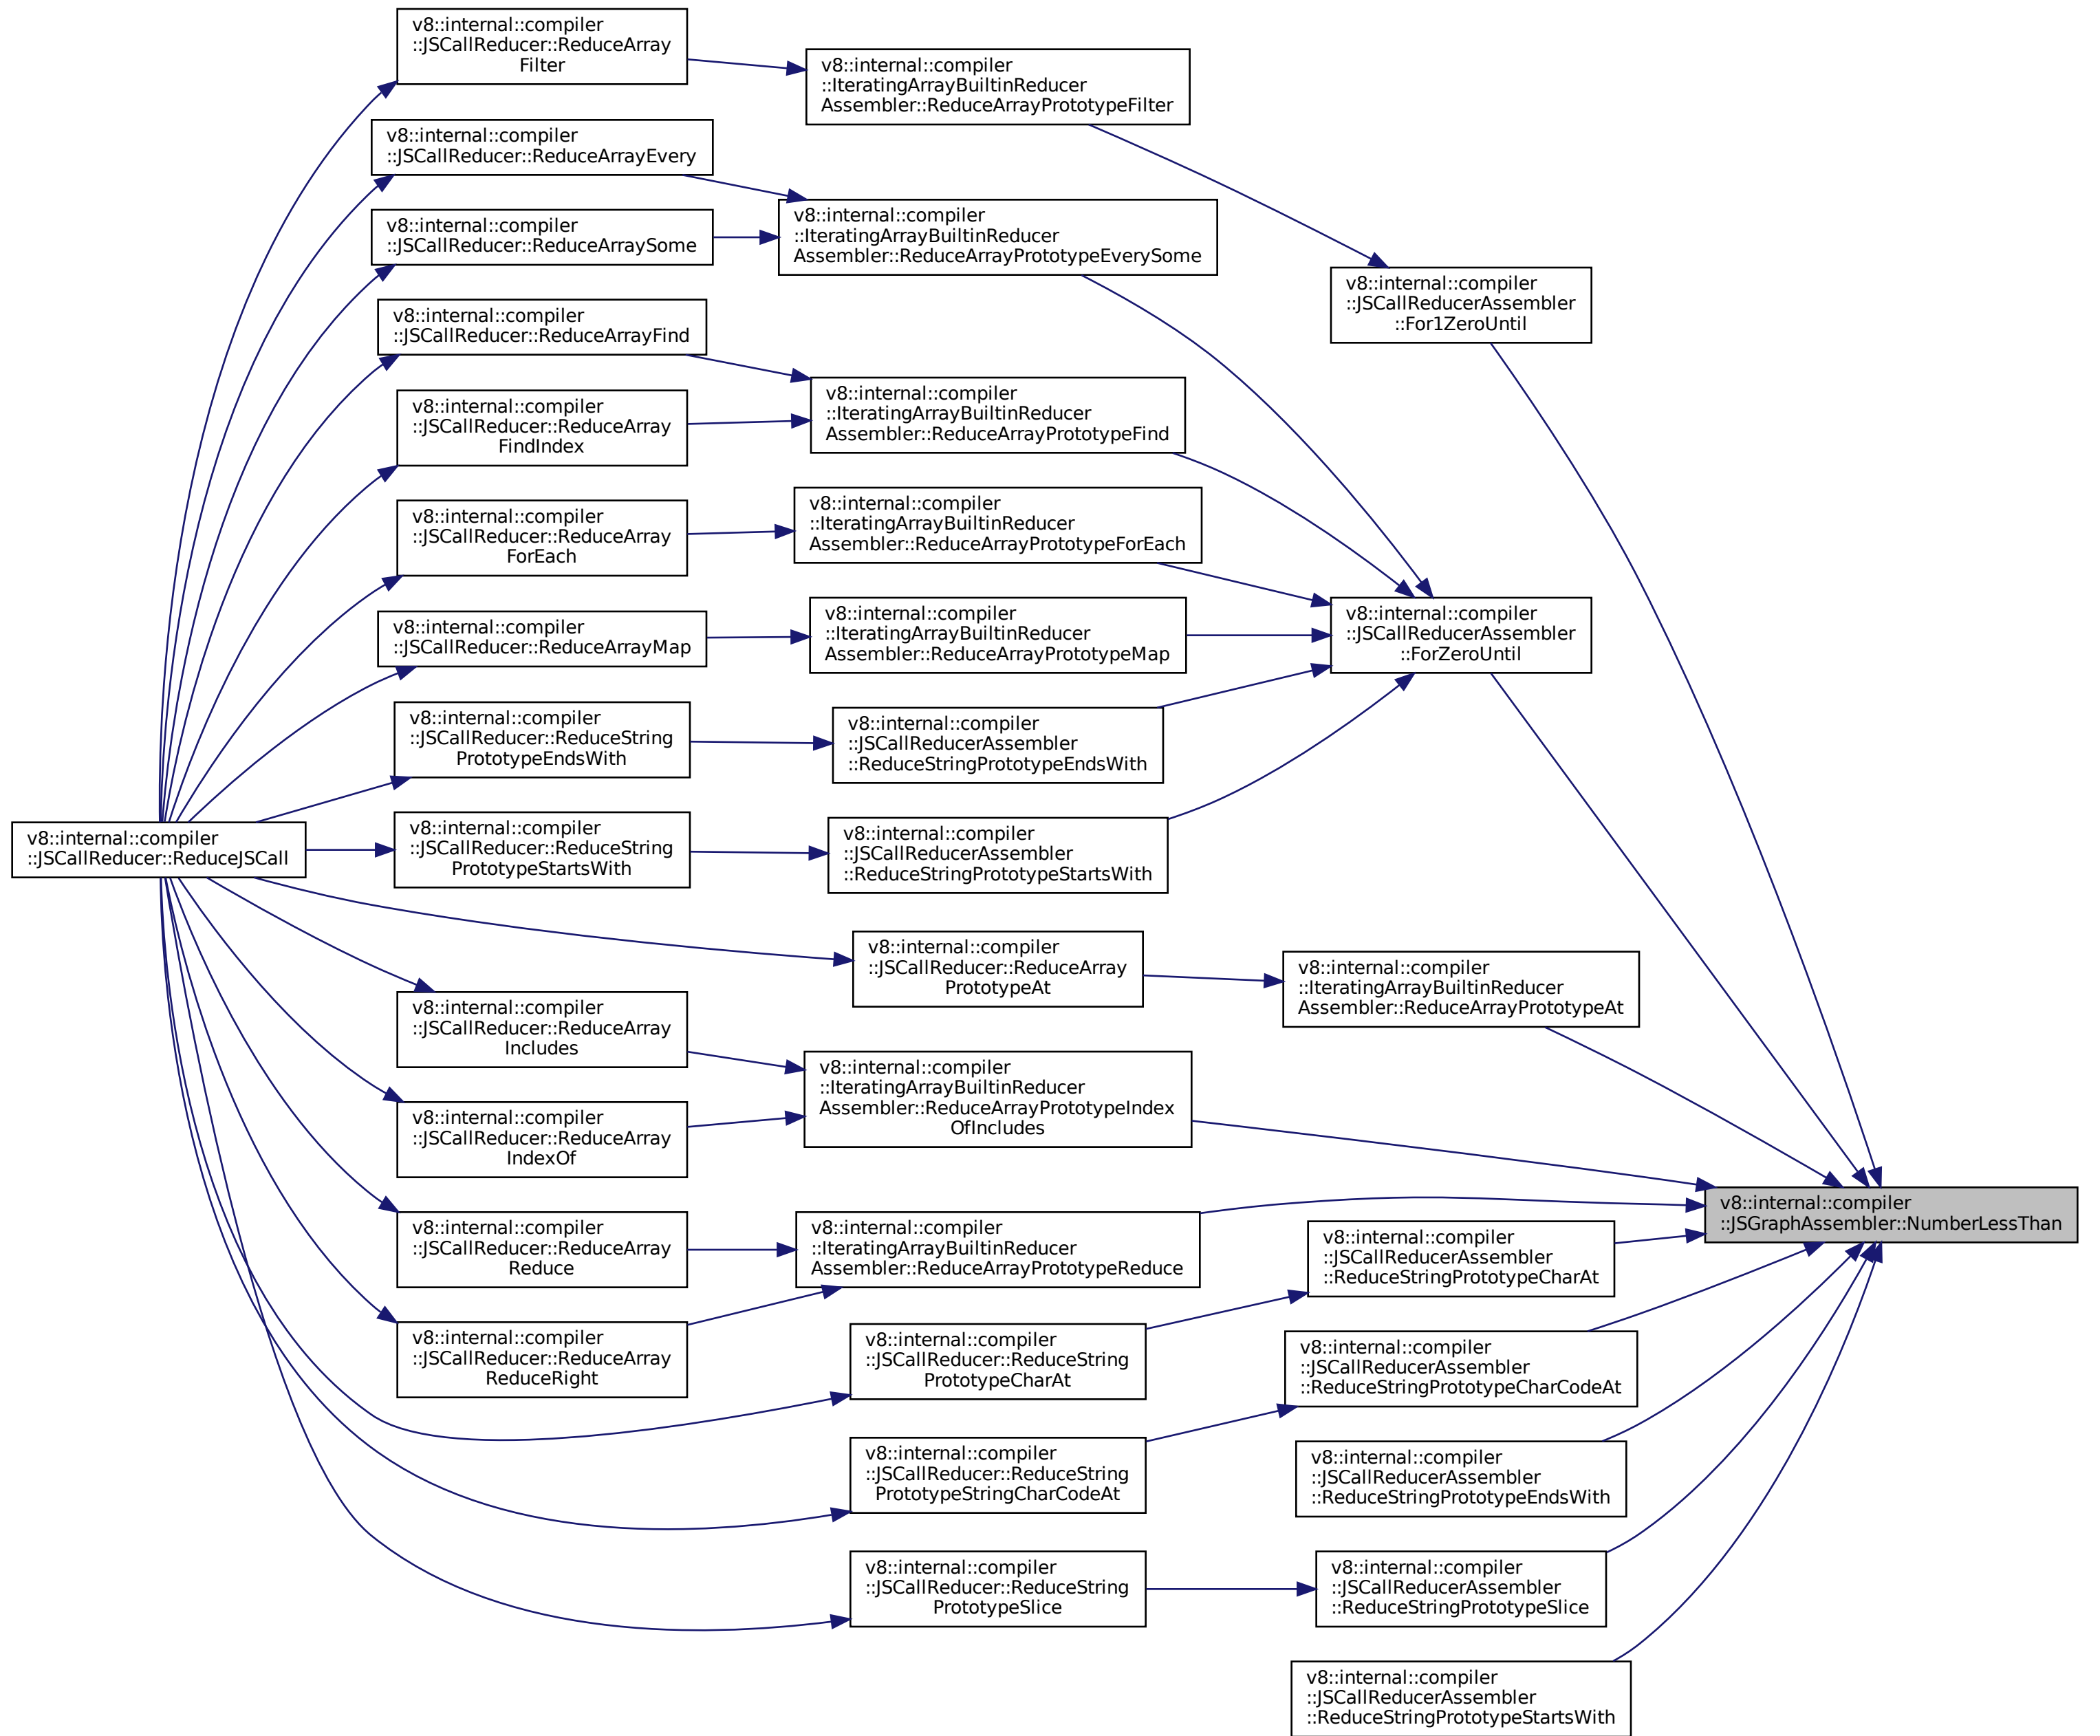 v8::internal::compiler
::JSCallReducer::ReduceArray
Filter
v8::internal::compiler
::IteratingArrayBuiltinReducer
Assembler::ReduceArrayPrototypeFilter
v8::internal::compiler
::JSCallReducer::ReduceArrayEvery
v8::internal::compiler
::JSCallReducer::ReduceArraySome
v8::internal::compiler
::IteratingArrayBuiltinReducer
Assembler::ReduceArrayPrototypeEverySome
v8::internal::compiler
::JSCallReducerAssembler
::For1ZeroUntil
v8::internal::compiler
::JSCallReducer::ReduceArrayFind
v8::internal::compiler
::JSCallReducer::ReduceArray
FindIndex
v8::internal::compiler
::IteratingArrayBuiltinReducer
Assembler::ReduceArrayPrototypeFind
v8::internal::compiler
::JSCallReducer::ReduceArray
ForEach
v8::internal::compiler
::IteratingArrayBuiltinReducer
Assembler::ReduceArrayPrototypeForEach
v8::internal::compiler
::JSCallReducer::ReduceArrayMap
v8::internal::compiler
::IteratingArrayBuiltinReducer
Assembler::ReduceArrayPrototypeMap
v8::internal::compiler
::JSCallReducerAssembler
::ForZeroUntil
v8::internal::compiler
::JSCallReducer::ReduceString
PrototypeEndsWith
v8::internal::compiler
::JSCallReducerAssembler
::ReduceStringPrototypeEndsWith
v8::internal::compiler
::JSCallReducer::ReduceJSCall
v8::internal::compiler
::JSCallReducer::ReduceString
PrototypeStartsWith
v8::internal::compiler
::JSCallReducerAssembler
::ReduceStringPrototypeStartsWith
v8::internal::compiler
::JSCallReducer::ReduceArray
PrototypeAt
v8::internal::compiler
::IteratingArrayBuiltinReducer
Assembler::ReduceArrayPrototypeAt
v8::internal::compiler
::JSCallReducer::ReduceArray
Includes
v8::internal::compiler
::IteratingArrayBuiltinReducer
Assembler::ReduceArrayPrototypeIndex
OfIncludes
v8::internal::compiler
::JSCallReducer::ReduceArray
IndexOf
v8::internal::compiler
::JSGraphAssembler::NumberLessThan
v8::internal::compiler
::JSCallReducer::ReduceArray
Reduce
v8::internal::compiler
::IteratingArrayBuiltinReducer
Assembler::ReduceArrayPrototypeReduce
v8::internal::compiler
::JSCallReducerAssembler
::ReduceStringPrototypeCharAt
v8::internal::compiler
::JSCallReducer::ReduceArray
ReduceRight
v8::internal::compiler
::JSCallReducer::ReduceString
PrototypeCharAt
v8::internal::compiler
::JSCallReducerAssembler
::ReduceStringPrototypeCharCodeAt
v8::internal::compiler
::JSCallReducer::ReduceString
PrototypeStringCharCodeAt
v8::internal::compiler
::JSCallReducerAssembler
::ReduceStringPrototypeEndsWith
v8::internal::compiler
::JSCallReducer::ReduceString
PrototypeSlice
v8::internal::compiler
::JSCallReducerAssembler
::ReduceStringPrototypeSlice
v8::internal::compiler
::JSCallReducerAssembler
::ReduceStringPrototypeStartsWith